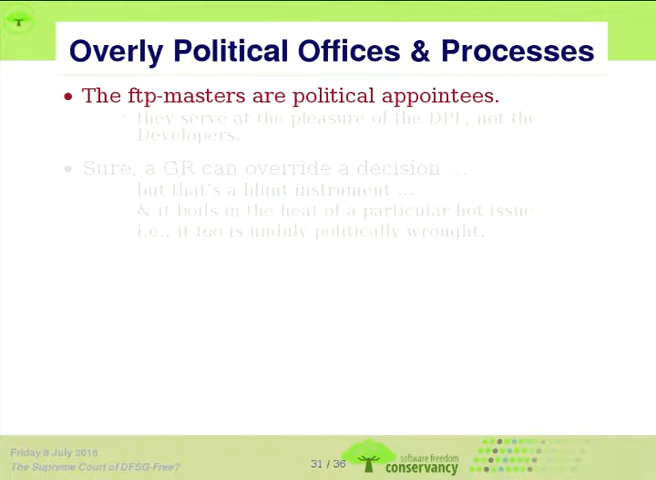 Overly Political Offices & Processes
• The ftp-masters are political appointees.
◦ they serve at the pleasure of the DPL, not the
Developers.
• Sure, a GR can override a decision …
◦ but that's a blunt instrument …
◦ & it boils in the heat of a particular hot issue
i.e., it too is unduly politically wrought.
Friday 8 July 2016
The Supreme Court of DFSG-Free?
31 / 36
software freedom
conservancy